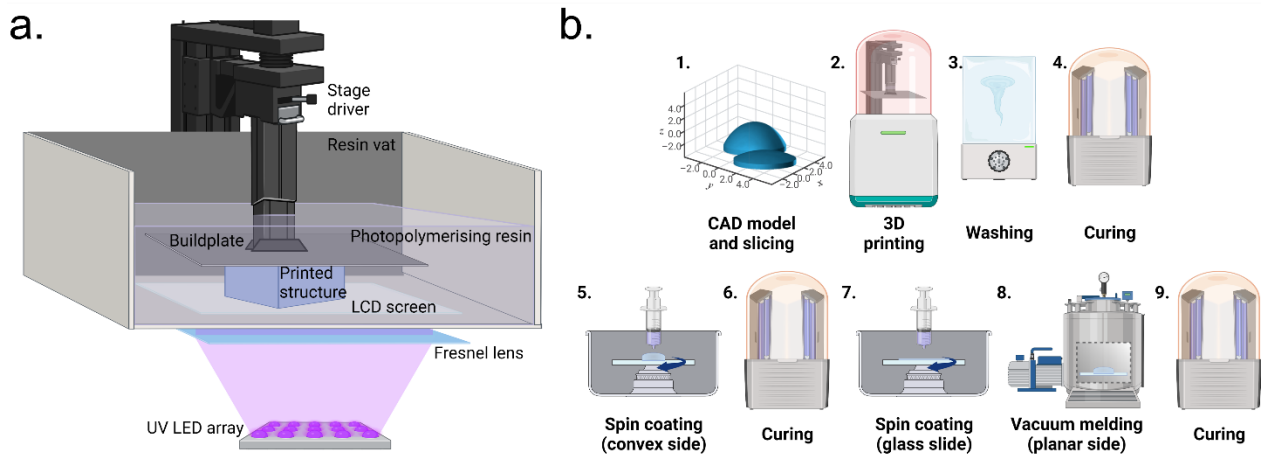 a.
Stage
driver
Resin vat
Buildplate
Photopolymerising resin
Printed
structure
LCD screen
Fresnel lens
UV LED array
b.
1.
4.0
2.0
0.0
−2.0
z
−2.0
0.0
2.0
4.0
y
−2.0
0.0
2.0
4.0
x
CAD model
and slicing
2.
3D
printing
3.
Washing
4.
Curing
5.
Spin coating
(convex side)
6.
Curing
7.
Spin coating
(glass slide)
8.
Vacuum melding
(planar side)
9.
Curing